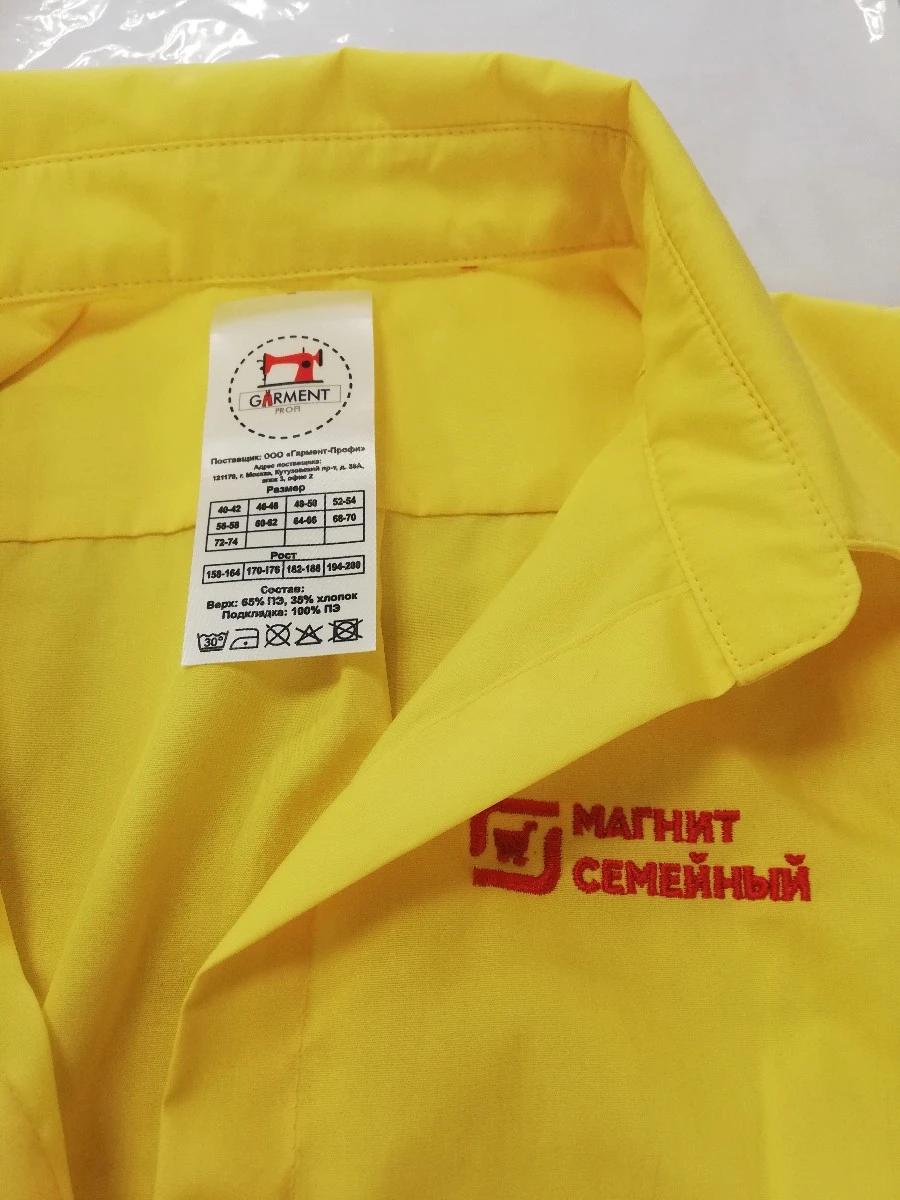 GARMENT
PROFI
Поставщик: ООО «Гармент-Профи»
Адрес поставщика:
121170, г. Москва, Кутузовский пр-т, д. 36А,
этаж 3, офис 2
Размер
40-42 44-46 48-50 52-54
56-58 60-62 64-66 68-70
72-74
Рост
158-164 170-176 182-188 194-200
Состав:
Верх: 65% ПЭ, 35% хлопок
Подкладка: 100% ПЭ
30°
МАГНИТ
СЕМЕЙНЫЙ